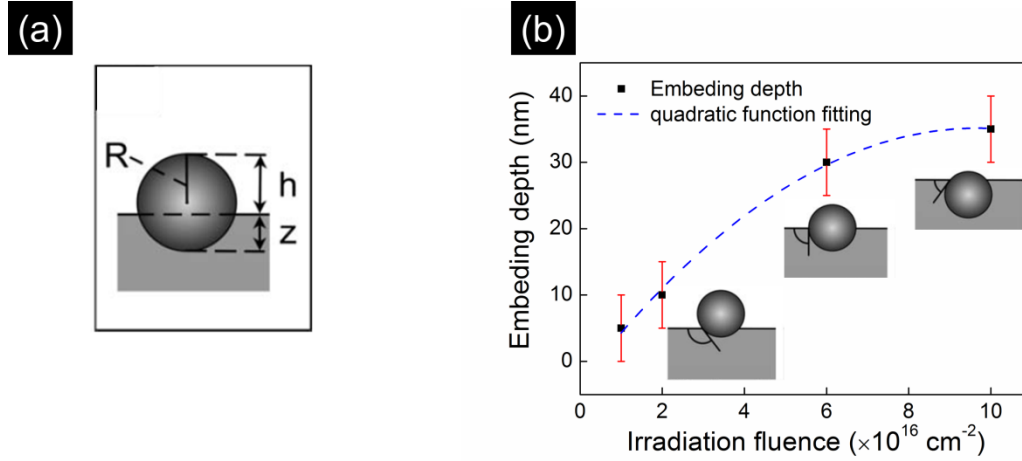 (a)
R
h
z
(b)
Embeding depth (nm)
40
30
20
10
0
Embeding depth
quadratic function fitting
0 2 4 6 8 10
Irradiation fluence (×10¹⁶ cm⁻²)